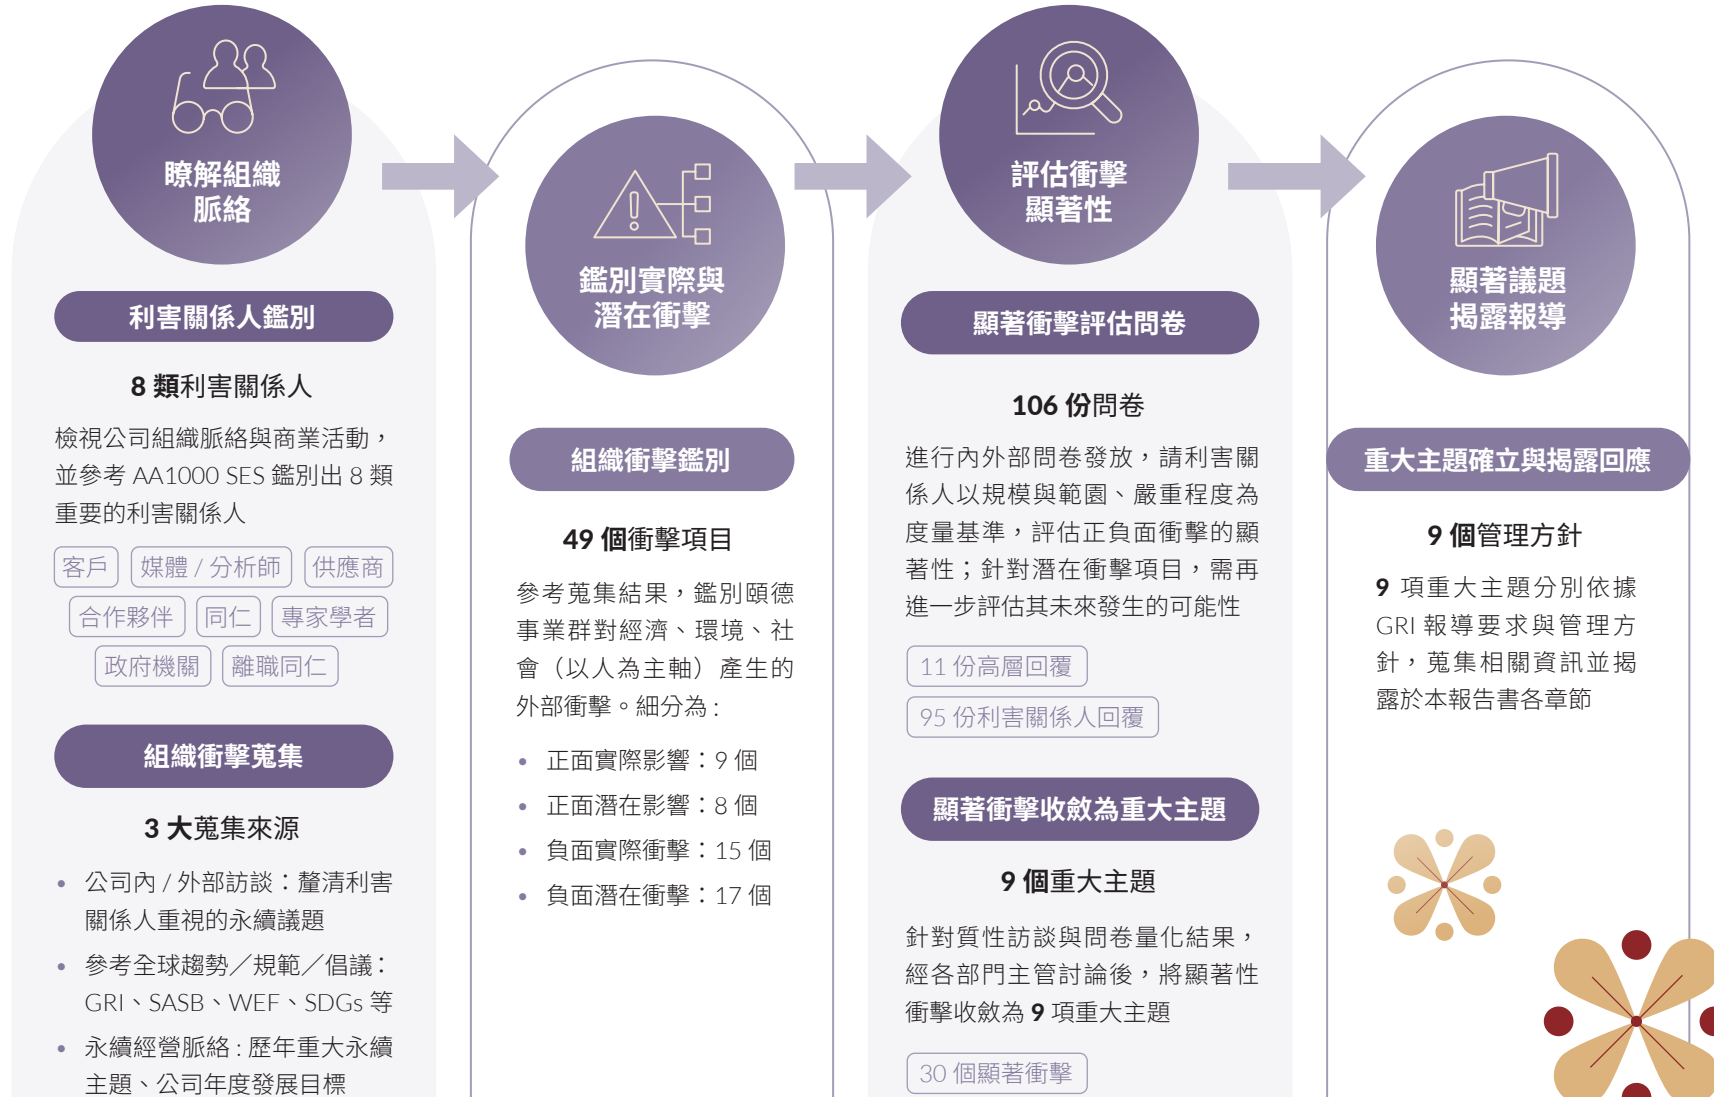 瞭解組織
脈絡
利害關係人鑑別
8 類利害關係人
檢視公司組織脈絡與商業活動，
並參考 AA1000 SES 鑑別出 8 類
重要的利害關係人
客戶
媒體 / 分析師
供應商
合作夥伴
同仁
專家學者
政府機關
離職同仁
組織衝擊蒐集
3 大蒐集來源
• 公司內 / 外部訪談：釐清利害
關係人重視的永續議題
• 參考全球趨勢／規範／倡議：
GRI、SASB、WEF、SDGs 等
• 永續經營脈絡 : 歷年重大永續
主題、公司年度發展目標
鑑別實際與
潛在衝擊
組織衝擊鑑別
49 個衝擊項目
參考蒐集結果，鑑別頤德
事業群對經濟、環境、社
會（以人為主軸）產生的
外部衝擊。細分為 :
• 正面實際影響：9 個
• 正面潛在影響：8 個
• 負面實際衝擊：15 個
• 負面潛在衝擊：17 個
評估衝擊
顯著性
顯著衝擊評估問卷
106 份問卷
進行內外部問卷發放，請利害關
係人以規模與範圍、嚴重程度為
度量基準，評估正負面衝擊的顯
著性；針對潛在衝擊項目，需再
進一步評估其未來發生的可能性
11 份高層回覆
95 份利害關係人回覆
顯著衝擊收斂為重大主題
9 個重大主題
針對質性訪談與問卷量化結果，
經各部門主管討論後，將顯著性
衝擊收斂為 9 項重大主題
30 個顯著衝擊
顯著議題
揭露報導
重大主題確立與揭露回應
9 個管理方針
9 項重大主題分別依據
GRI 報導要求與管理方
針，蒐集相關資訊並揭
露於本報告書各章節